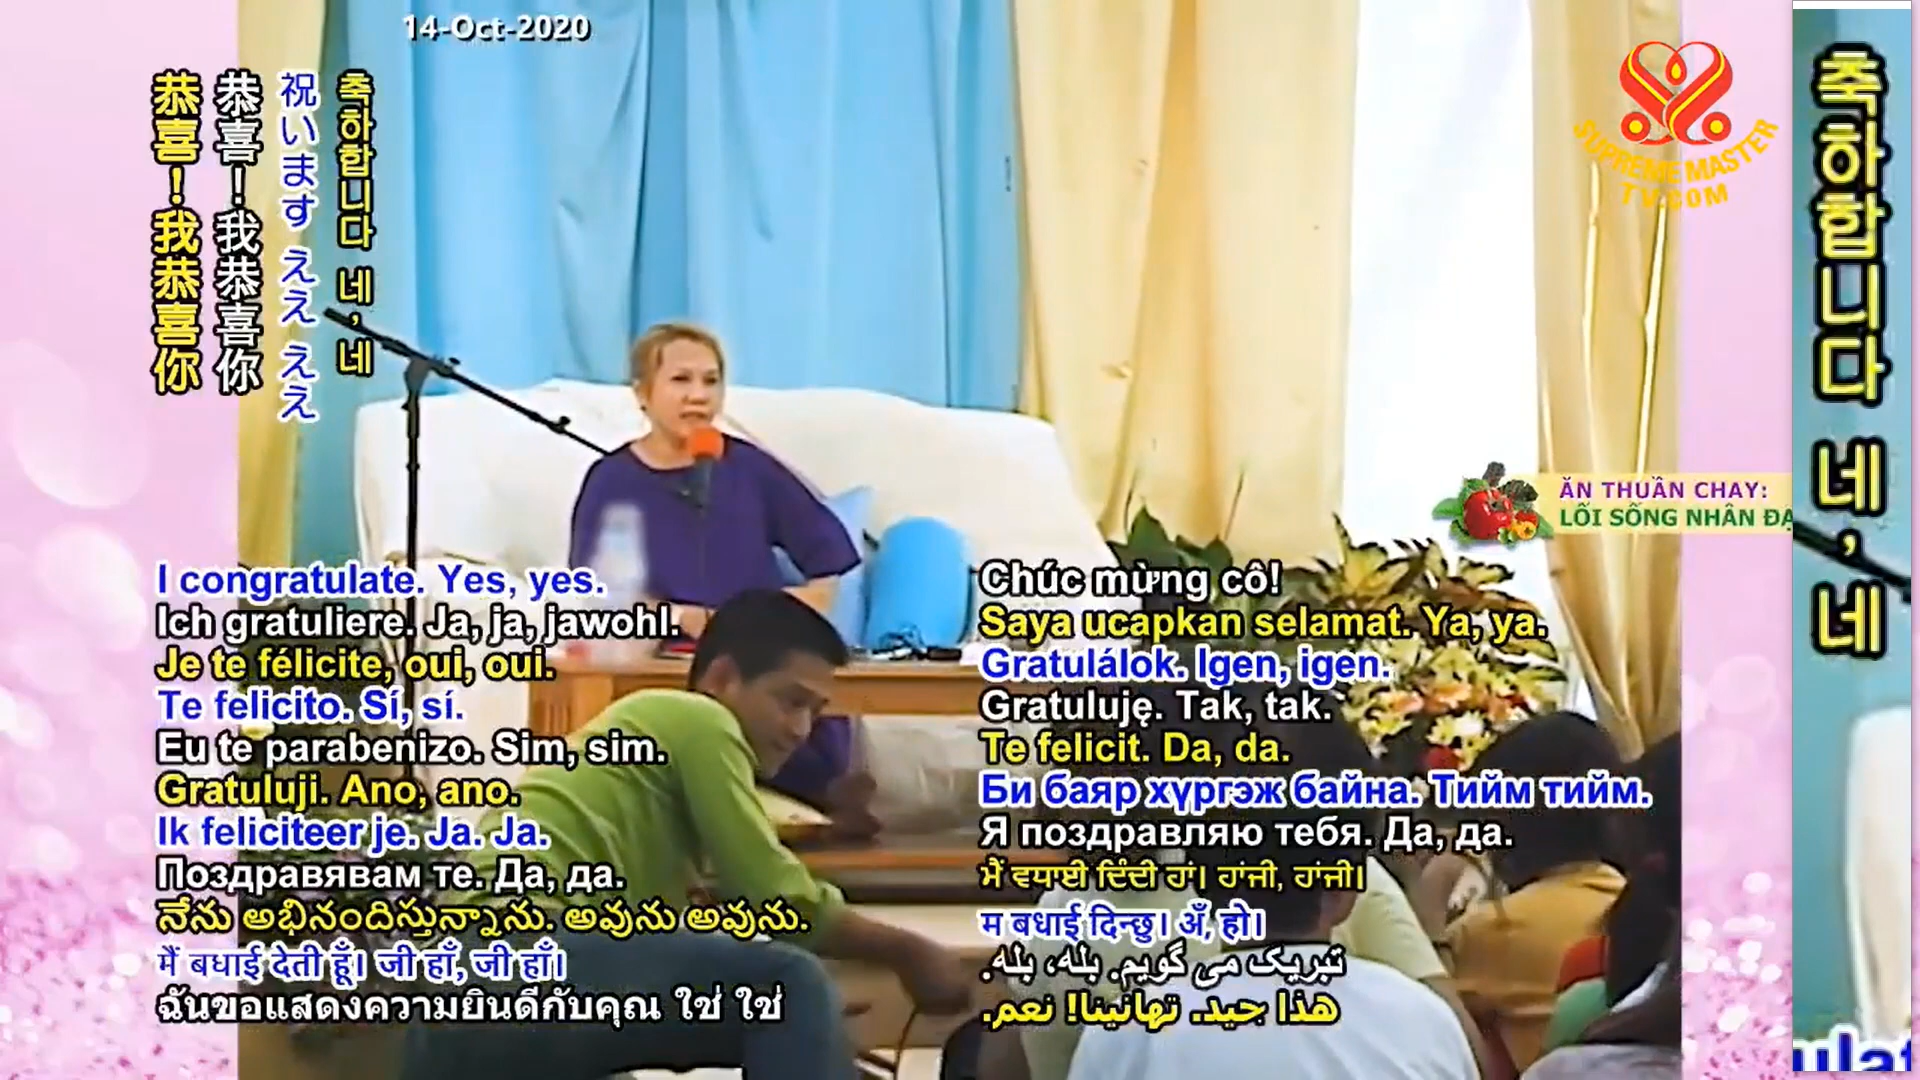 14-Oct-2020
축하합니다 네, 네
祝います ええ ええ
恭喜！我恭喜你
恭喜！我恭喜你
SUPREME MASTER
TV.COM
축하합니다 네, 네
ĂN THUẦN CHAY:
LỐI SỐNG NHÂN ĐẠ
I congratulate. Yes, yes.
Ich gratuliere. Ja, ja, jawohl.
Je te félicite, oui, oui.
Te felicito. Sí, sí.
Eu te parabenizo. Sim, sim.
Gratuluji. Ano, ano.
Ik feliciteer je. Ja. Ja.
Поздравявам те. Да, да.
నేను అభినందిస్తున్నాను. అవును అవును.
मैं बधाई देती हूँ। जी हाँ, जी हाँ।
ฉันขอแสดงความยินดีกับคุณ ใช่ ใช่
Chúc mừng cô!
Saya ucapkan selamat. Ya, ya.
Gratulálok. Igen, igen.
Gratuluję. Tak, tak.
Te felicit. Da, da.
Би баяр хүргэж байна. Тийм тийм.
Я поздравляю тебя. Да, да.
ਮੈਂ ਵਧਾਈ ਦਿੰਦੀ ਹਾਂ। ਹਾਂਜੀ, ਹਾਂਜੀ।
म बधाई दिन्छु। अँ, हो।
تبریک می گویم. بله، بله.
هذا جيد. تهانينا! نعم.
ulat